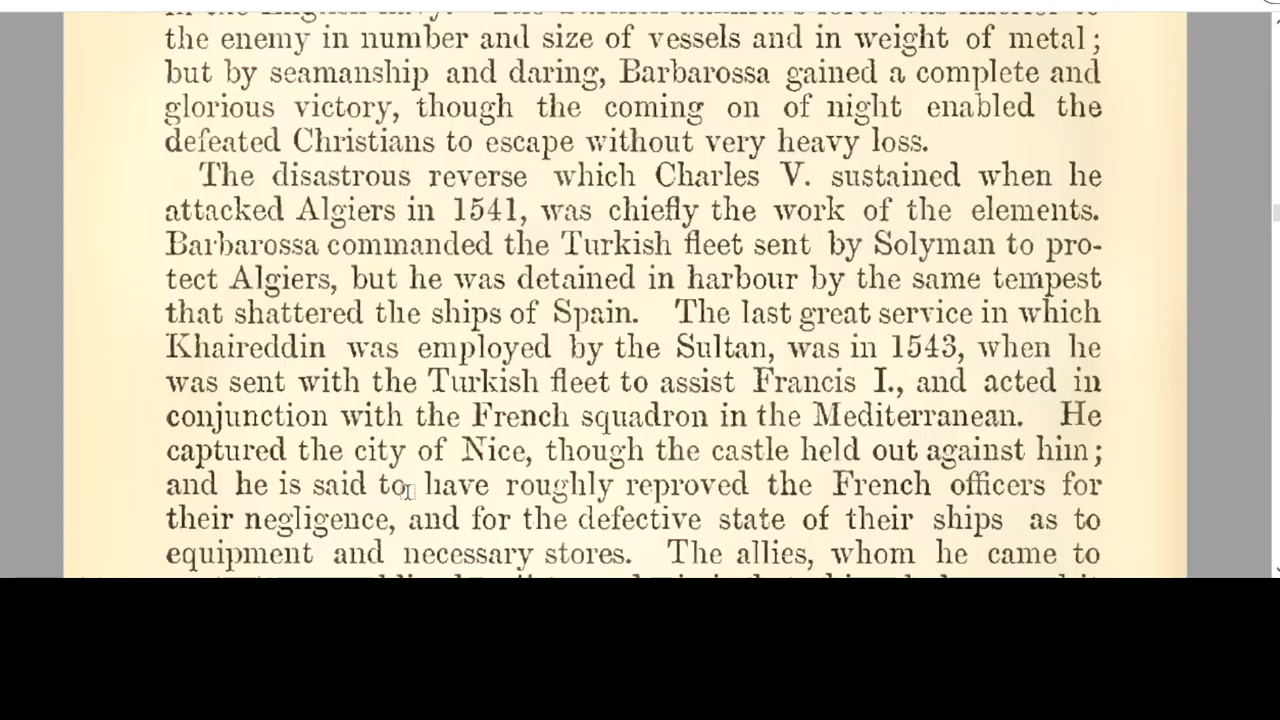 the enemy in number and size of vessels and in weight of metal;
but by seamanship and daring, Barbarossa gained a complete and
glorious victory, though the coming on of night enabled the
defeated Christians to escape without very heavy loss.
The disastrous reverse which Charles V. sustained when he
attacked Algiers in 1541, was chiefly the work of the elements.
Barbarossa commanded the Turkish fleet sent by Solyman to pro-
tect Algiers, but he was detained in harbour by the same tempest
that shattered the ships of Spain. The last great service in which
Khaireddin was employed by the Sultan, was in 1543, when he
was sent with the Turkish fleet to assist Francis I., and acted in
conjunction with the French squadron in the Mediterranean. He
captured the city of Nice, though the castle held out against him;
and he is said to have roughly reproved the French officers for
their negligence, and for the defective state of their ships as to
equipment and necessary stores. The allies, whom he came to